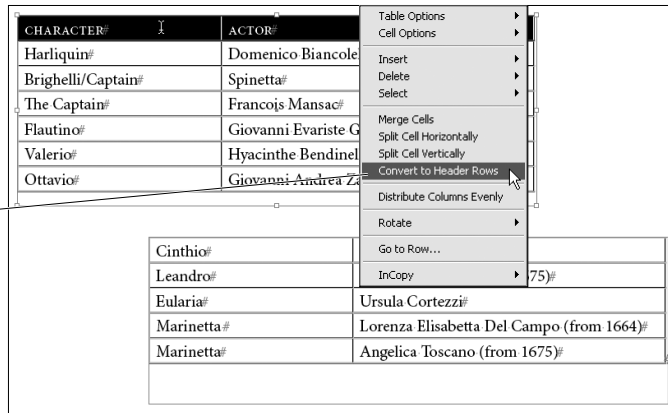 CHARACTER# ACTOR#
Harliquin# Domenico·Biancole
Brighelli/Captain# Spinetta#
The Captain# François Mansac#
Flautino# Giovanni·Evariste·G
Valerio# Hyacinthe·Bendinel
Ottavio# Giovanni·Andrea·Za
Table Options
Cell Options
Insert
Delete
Select
Merge Cells
Split Cell Horizontally
Split Cell Vertically
Convert to Header Rows
Distribute Columns Evenly
Rotate
Go to Row...
InCopy
Cinthio#
Leandro# 75)#
Eularia# Ursula Cortezzi#
Marinetta# Lorenza·Elisabetta·Del·Campo·(from·1664)#
Marinetta# Angelica·Toscano·(from·1675)#